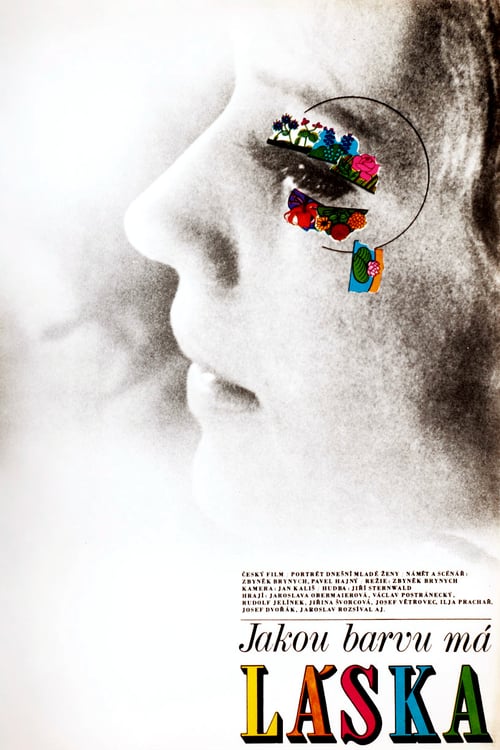 ČESKÝ FILM · PORTRÉT DNEŠNÍ MLADÉ ŽENY · NÁMĚT A SCÉNÁŘ:
ZBYNĚK BRYNYCH, PAVEL HAJNÝ · REŽIE: ZBYNĚK BRYNYCH
KAMERA: JAN KALIŠ · HUDBA: JIŘÍ STERNWALD
HRAJÍ: JAROSLAVA OBERMAIEROVÁ, VÁCLAV POSTRÁNECKÝ,
RUDOLF JELÍNEK, JIŘINA ŠVORCOVÁ, JOSEF VĚTROVEC, ILJA PRACHAŘ,
JOSEF DVOŘÁK, JAROSLAV ROZSÍVAL AJ.
Jakou barvu má
LÁSKA